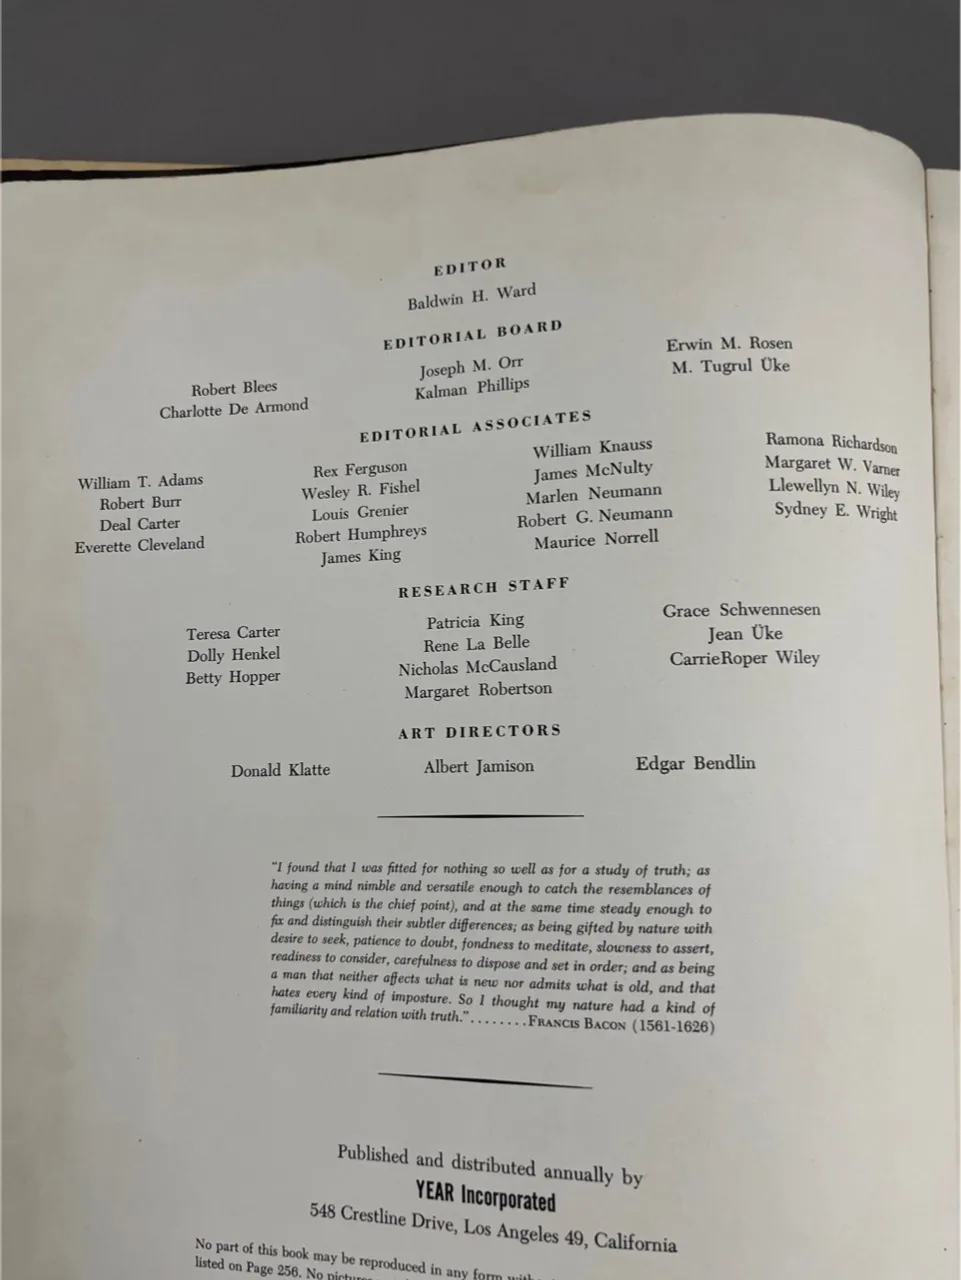 EDITOR
Baldwin H. Ward
EDITORIAL BOARD
Robert Blees
Charlotte De Armond
Joseph M. Orr
Kalman Phillips
Erwin M. Rosen
M. Tugrul Üke
EDITORIAL ASSOCIATES
William T. Adams
Robert Burr
Deal Carter
Everette Cleveland
Rex Ferguson
Wesley R. Fishel
Louis Grenier
Robert Humphreys
James King
William Knauss
James McNulty
Marlen Neumann
Robert G. Neumann
Maurice Norrell
Ramona Richardson
Margaret W. Varner
Llewellyn N. Wiley
Sydney E. Wright
RESEARCH STAFF
Teresa Carter
Dolly Henkel
Betty Hopper
Patricia King
Rene La Belle
Nicholas McCausland
Margaret Robertson
Grace Schwennesen
Jean Üke
CarrieRoper Wiley
ART DIRECTORS
Donald Klatte
Albert Jamison
Edgar Bendlin
"I found that I was fitted for nothing so well as for a study of truth; as
having a mind nimble and versatile enough to catch the resemblances of
things (which is the chief point), and at the same time steady enough to
fix and distinguish their subtler differences; as being gifted by nature with
desire to seek, patience to doubt, fondness to meditate, slowness to assert,
readiness to consider, carefulness to dispose and set in order; and as being
a man that neither affects what is new nor admits what is old, and that
hates every kind of imposture. So I thought my nature had a kind of
familiarity and relation with truth."........FRANCIS BACON (1561-1626)
Published and distributed annually by
YEAR Incorporated
548 Crestline Drive, Los Angeles 49, California
No part of this book may be reproduced in any form
listed on Page 256. No